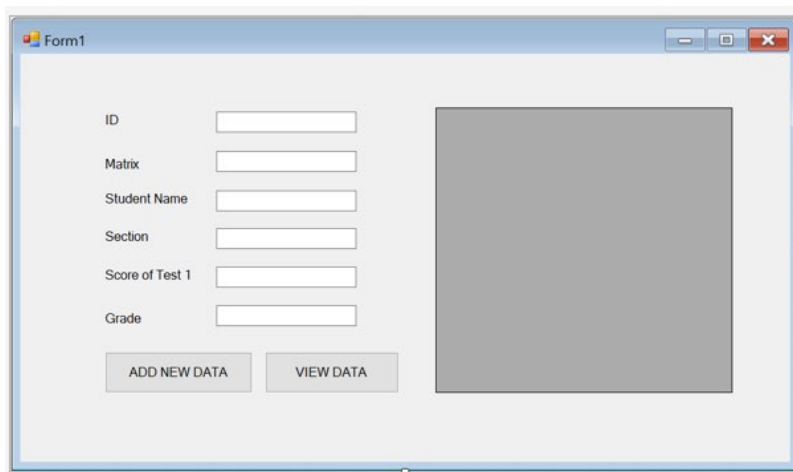 Form1
ID
Matrix
Student Name
Section
Score of Test 1
Grade
ADD NEW DATA
VIEW DATA